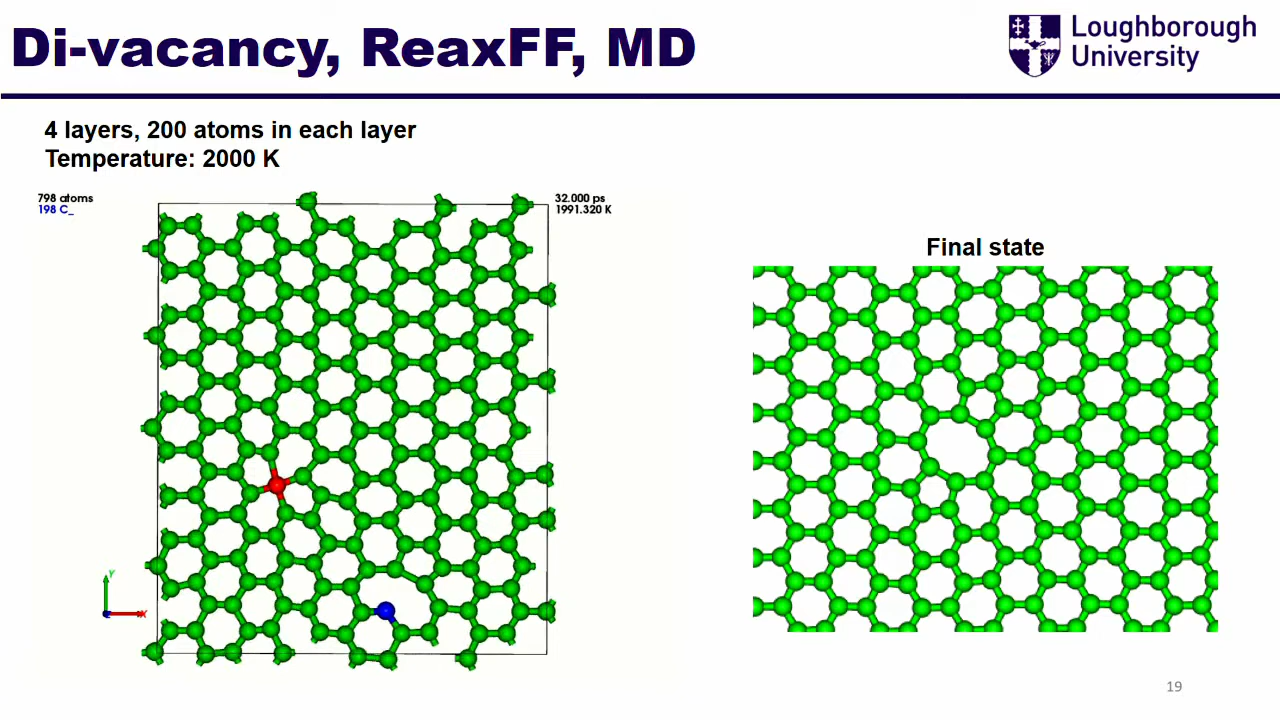 Di-vacancy, ReaxFF, MD
Loughborough
University
4 layers, 200 atoms in each layer
Temperature: 2000 K
798 atoms
198 C_
32.000 ps
1991.320 K
Final state
Y
X
19